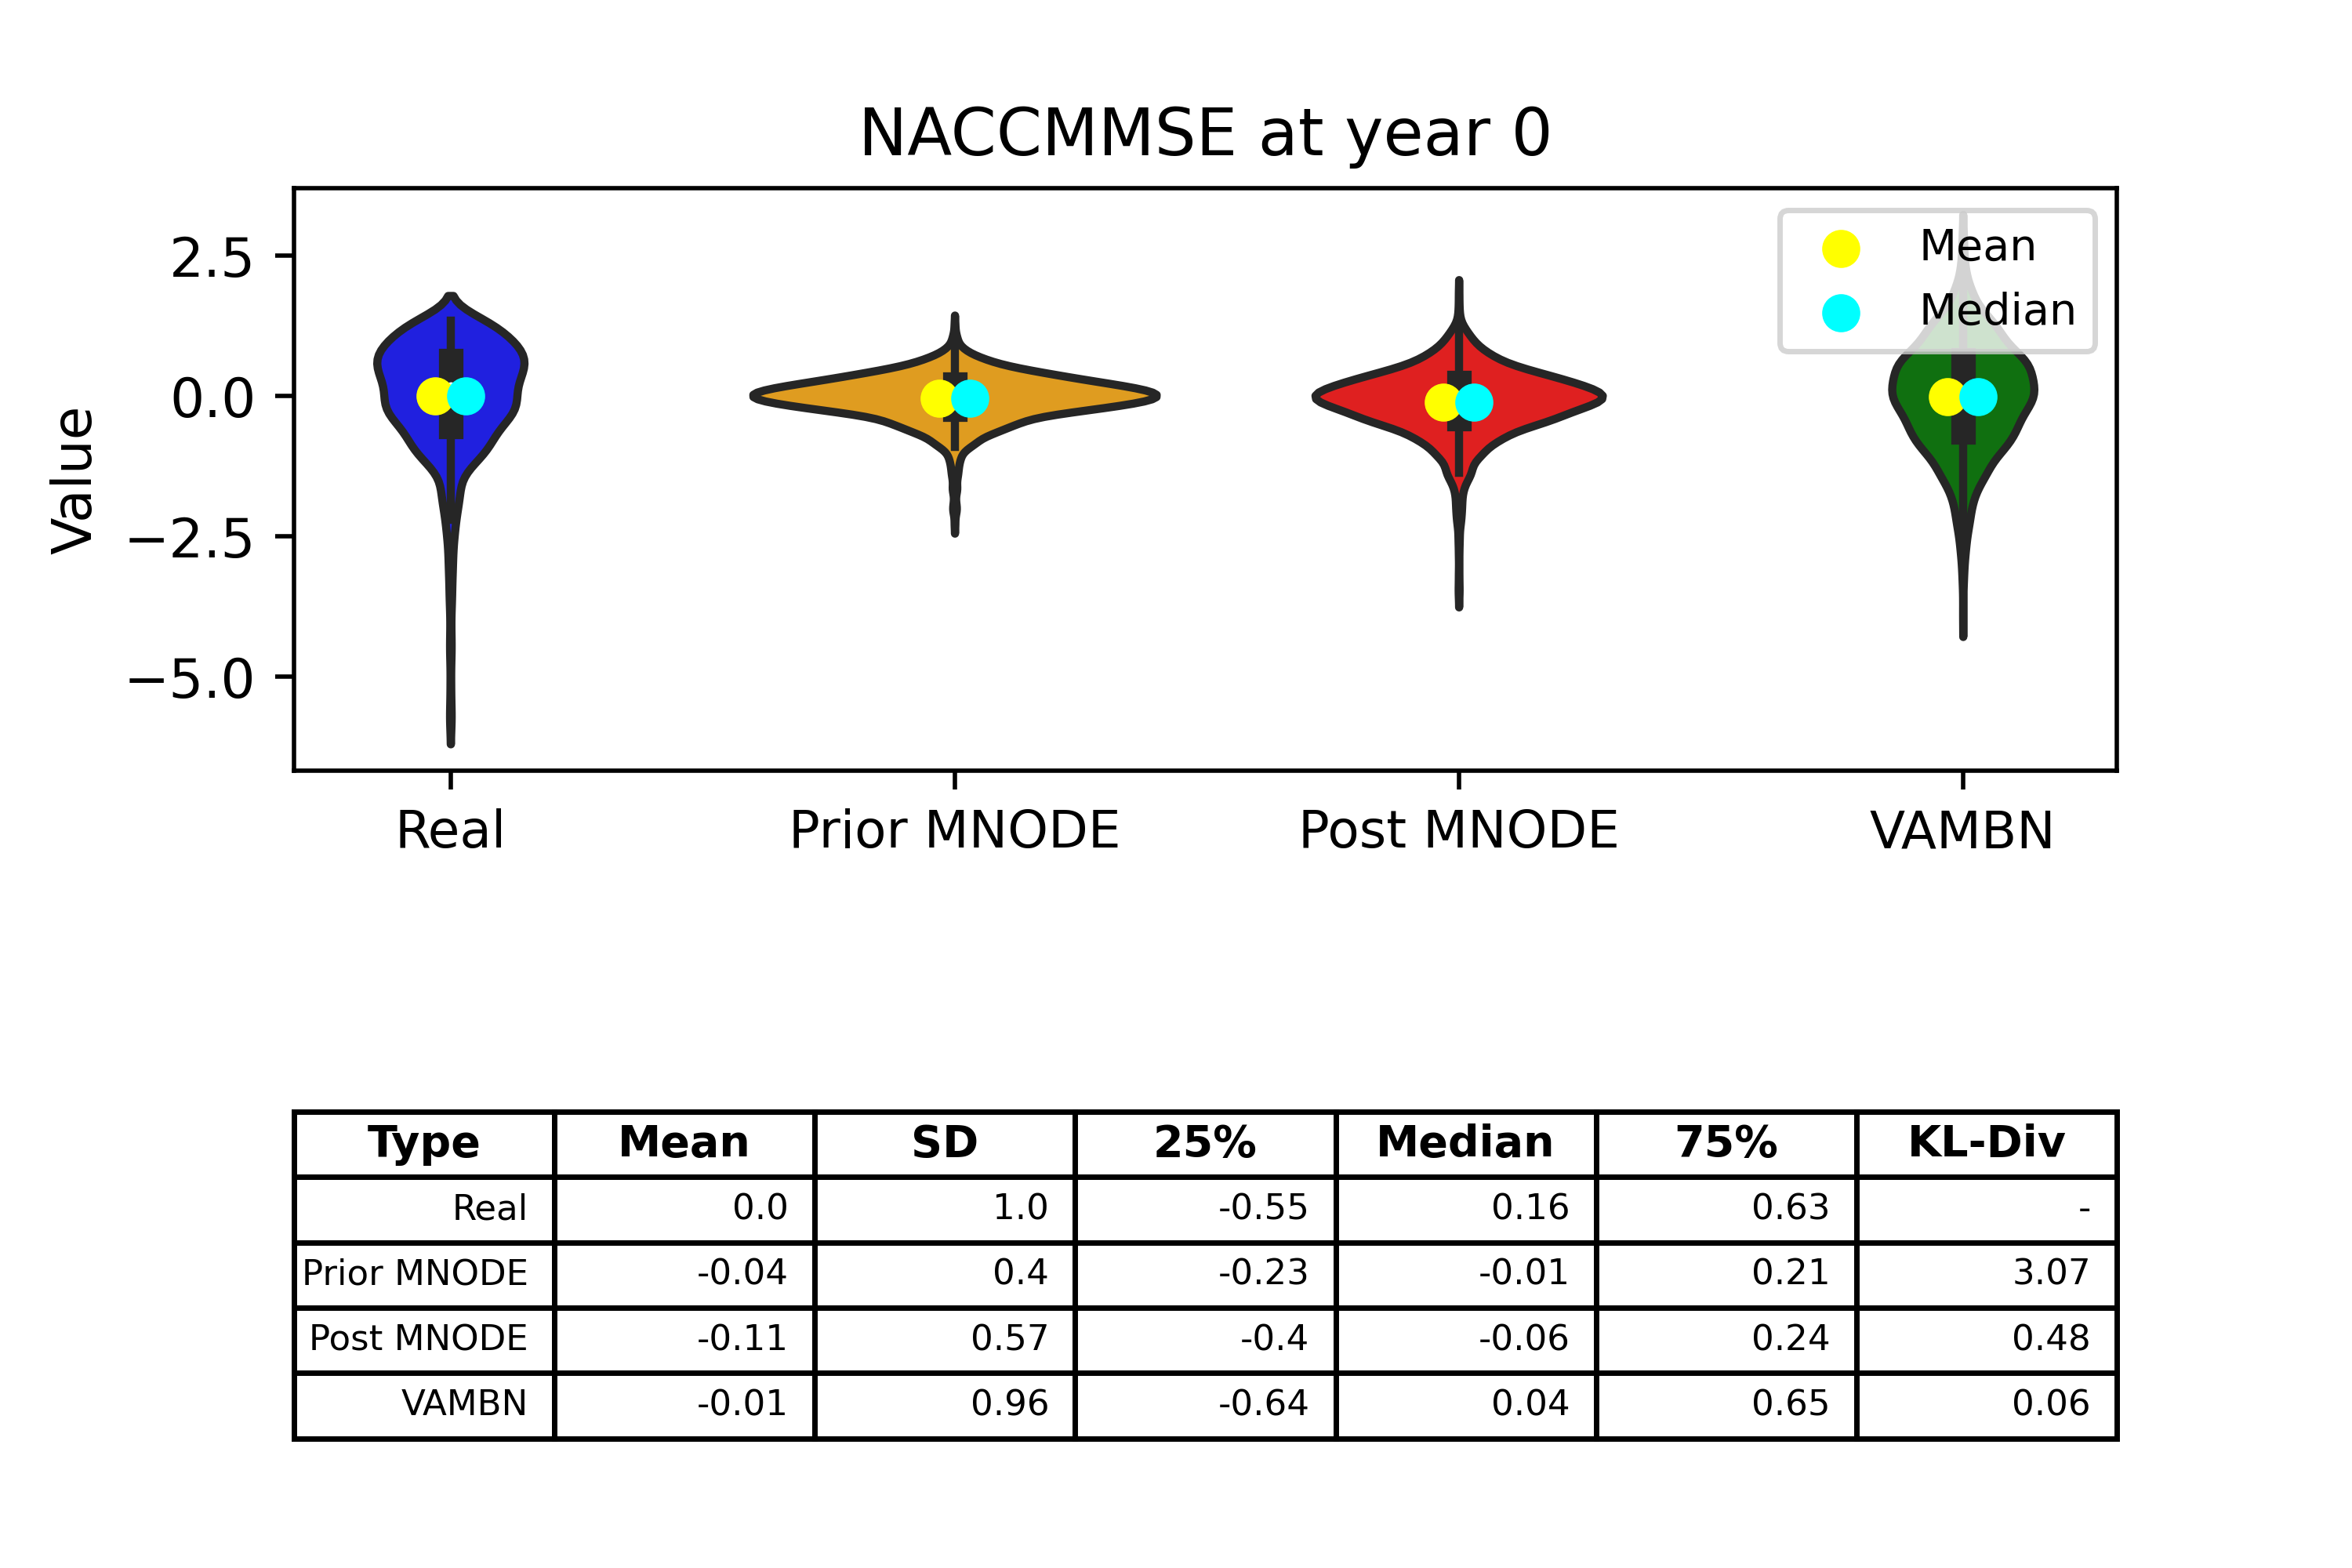 NACCMMSE at year 0
Value
2.5
0.0
−2.5
−5.0
Mean
Median
Real Prior MNODE Post MNODE VAMBN
Type Mean SD 25% Median 75% KL-Div
Real 0.0 1.0 -0.55 0.16 0.63 -
Prior MNODE -0.04 0.4 -0.23 -0.01 0.21 3.07
Post MNODE -0.11 0.57 -0.4 -0.06 0.24 0.48
VAMBN -0.01 0.96 -0.64 0.04 0.65 0.06